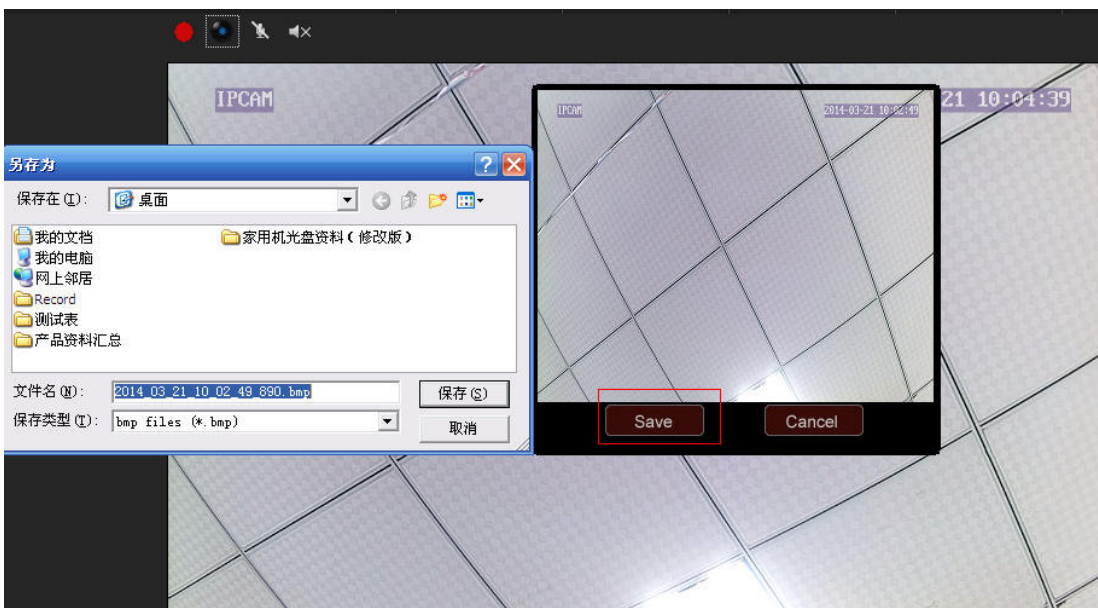 IPCAM
21 10:04:39
IPCAM
2014-03-21 10:02:49
另存为
保存在(I):
桌面
我的文档
家用机光盘资料(修改版)
我的电脑
网上邻居
Record
测试表
产品资料汇总
文件名(N):
2014_03_21_10_02_49_890.bmp
保存(S)
保存类型(T):
bmp files (*.bmp)
取消
Save
Cancel